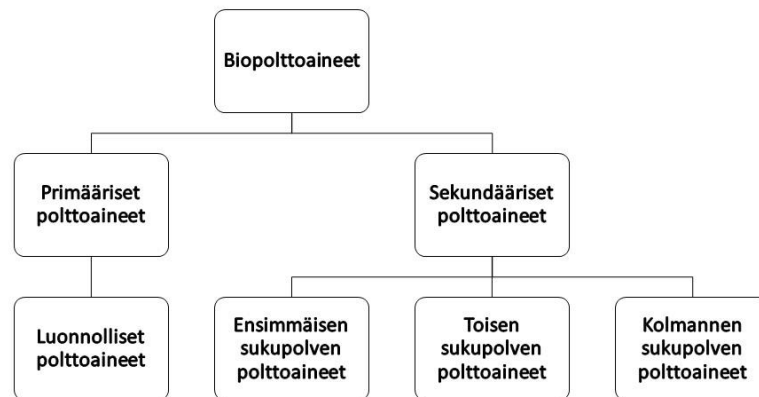 Biopolttoaineet
Primääriset
polttoaineet
Sekundääriset
polttoaineet
Luonnolliset
polttoaineet
Ensimmäisen
sukupolven
polttoaineet
Toisen
sukupolven
polttoaineet
Kolmannen
sukupolven
polttoaineet